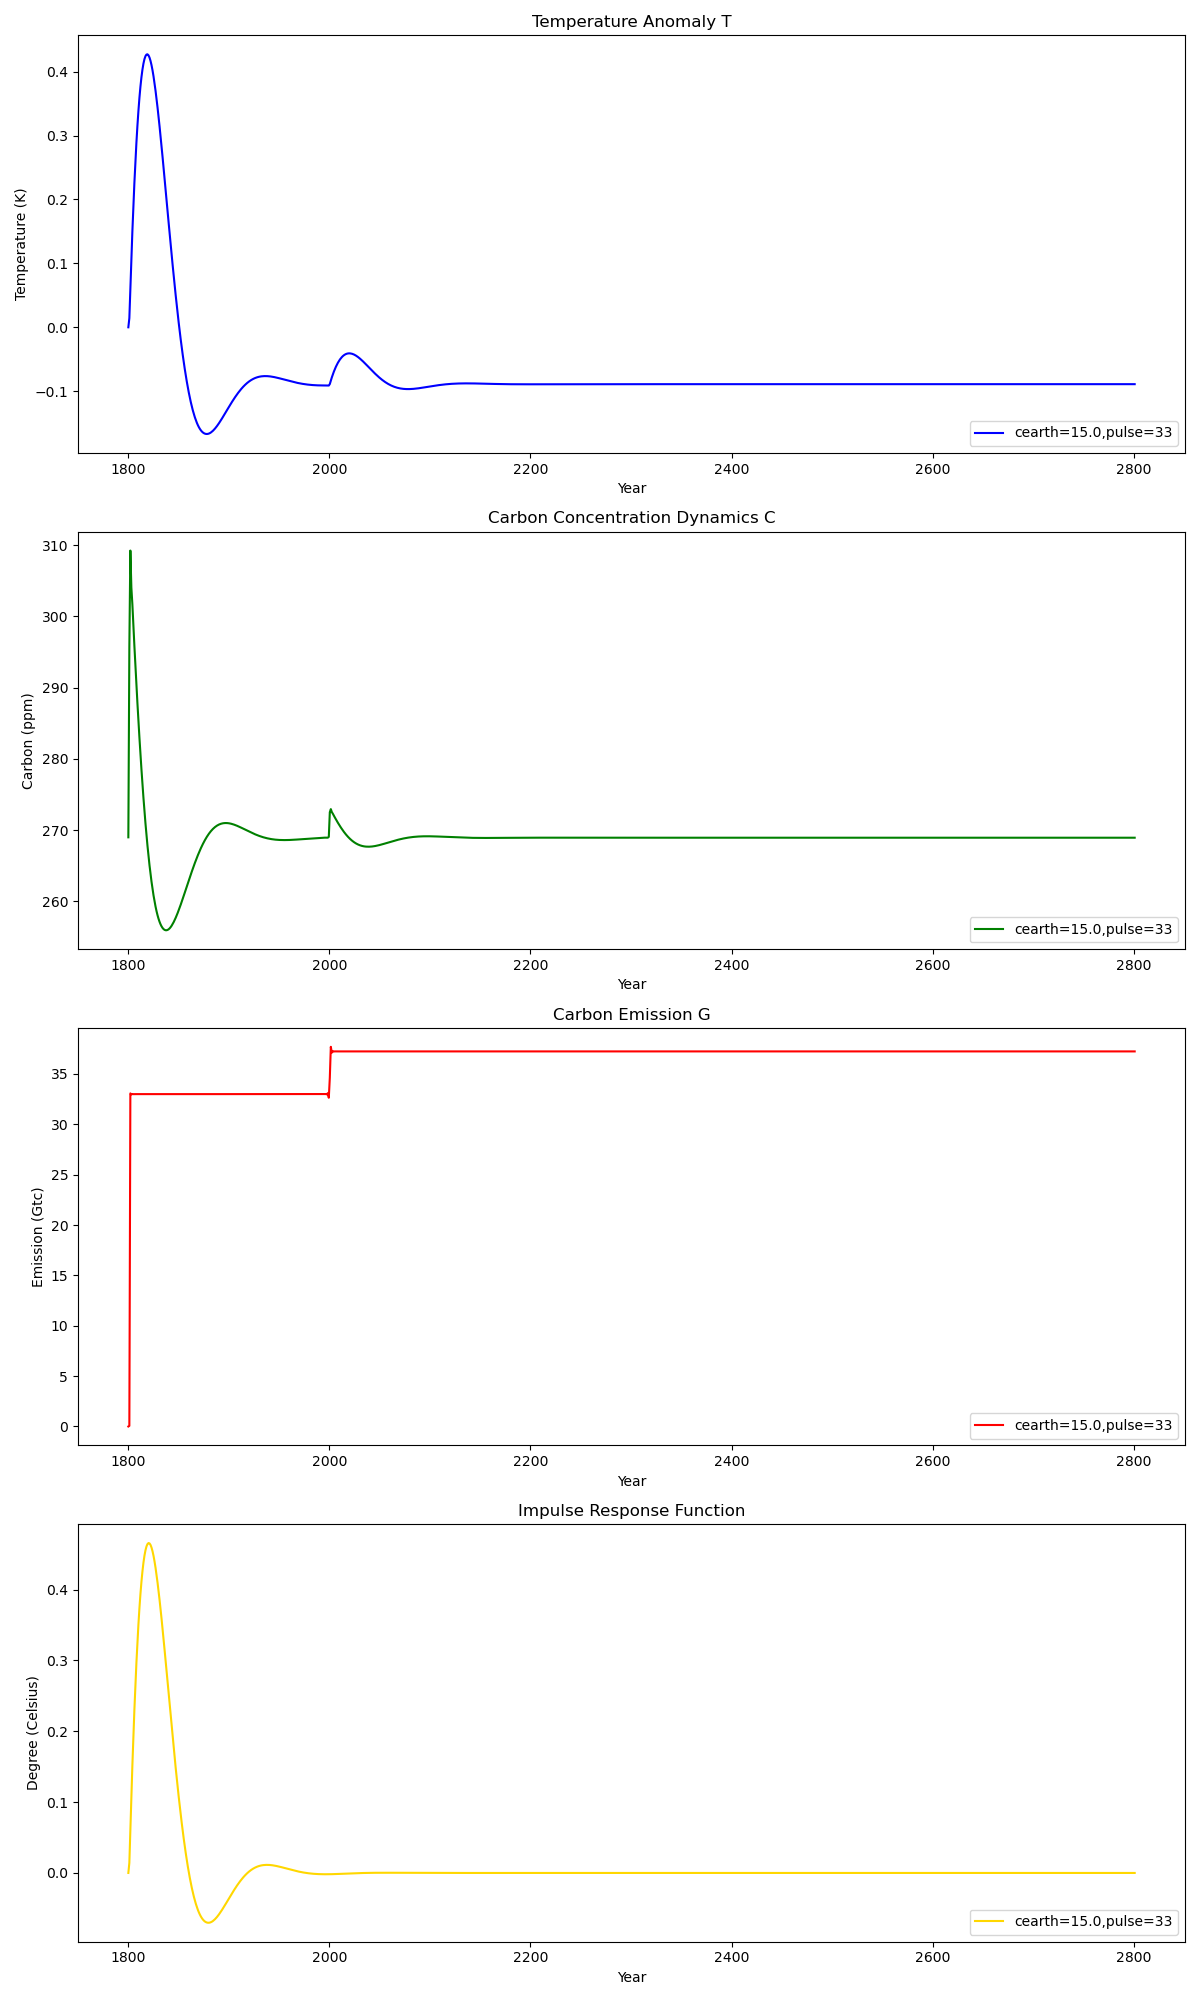 Temperature Anomaly T
0.4
0.3
0.2
0.1
0.0
−0.1
Temperature (K)
cearth=15.0,pulse=33
1800 2000 2200 2400 2600 2800
Year
Carbon Concentration Dynamics C
310
300
290
280
270
260
Carbon (ppm)
cearth=15.0,pulse=33
1800 2000 2200 2400 2600 2800
Year
Carbon Emission G
35
30
25
20
15
10
5
0
Emission (Gtc)
cearth=15.0,pulse=33
1800 2000 2200 2400 2600 2800
Year
Impulse Response Function
0.4
0.3
0.2
0.1
0.0
Degree (Celsius)
cearth=15.0,pulse=33
1800 2000 2200 2400 2600 2800
Year